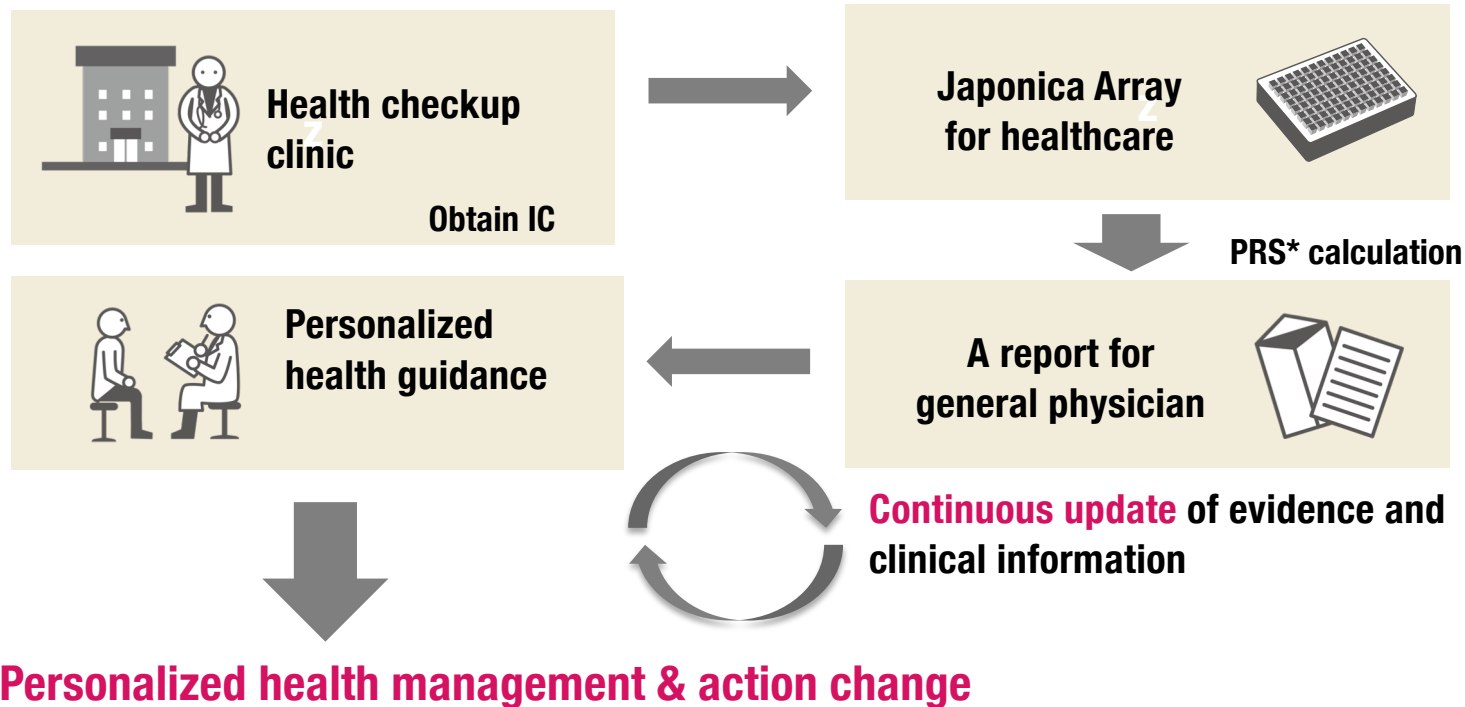 Health checkup
clinic
z
Obtain IC
Japonica Array
for healthcare
z
PRS* calculation
A report for
general physician
Personalized
health guidance
Continuous update of evidence and
clinical information
Personalized health management & action change